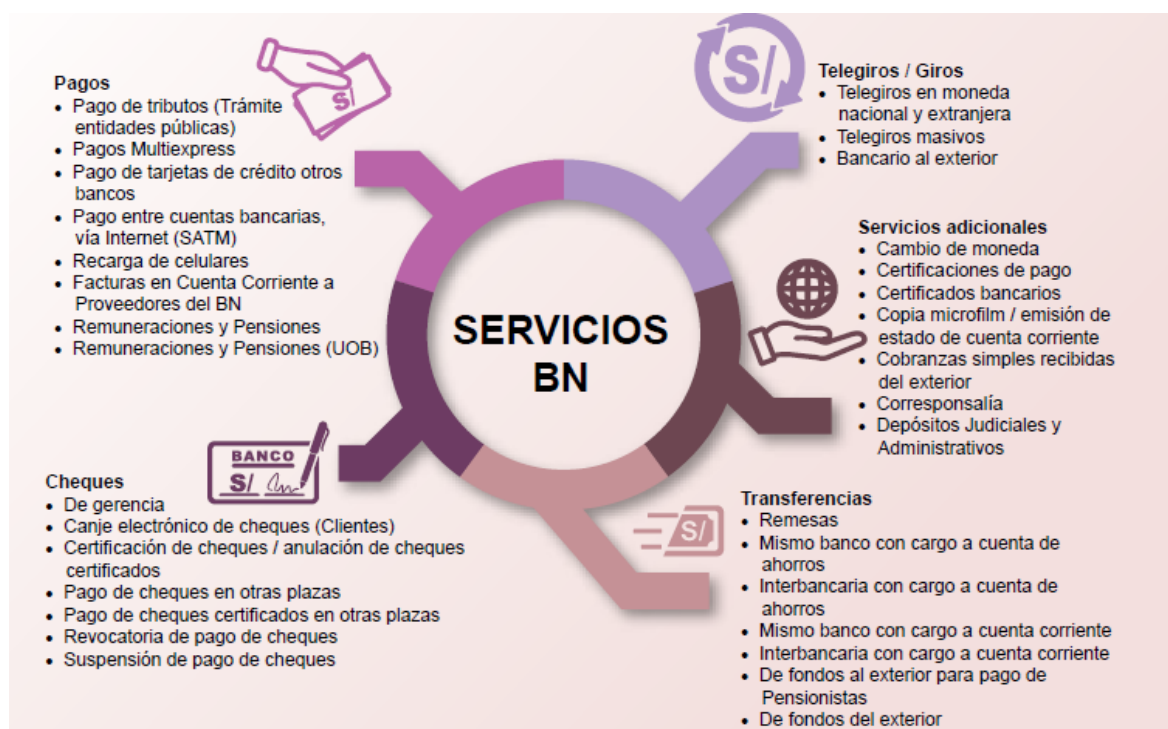 Pagos
• Pago de tributos (Trámite
entidades públicas)
• Pagos Multiexpress
• Pago de tarjetas de crédito otros
bancos
• Pago entre cuentas bancarias,
vía Internet (SATM)
• Recarga de celulares
• Facturas en Cuenta Corriente a
Proveedores del BN
• Remuneraciones y Pensiones
• Remuneraciones y Pensiones (UOB)
S/
S/
Telegiros / Giros
• Telegiros en moneda
nacional y extranjera
• Telegiros masivos
• Bancario al exterior
SERVICIOS
BN
Servicios adicionales
• Cambio de moneda
• Certificaciones de pago
• Certificados bancarios
• Copia microfilm / emisión de
estado de cuenta corriente
• Cobranzas simples recibidas
del exterior
• Corresponsalía
• Depósitos Judiciales y
Administrativos
BANCO
S/
Cheques
• De gerencia
• Canje electrónico de cheques (Clientes)
• Certificación de cheques / anulación de cheques
certificados
• Pago de cheques en otras plazas
• Pago de cheques certificados en otras plazas
• Revocatoria de pago de cheques
• Suspensión de pago de cheques
S/
Transferencias
• Remesas
• Mismo banco con cargo a cuenta de
ahorros
• Interbancaria con cargo a cuenta de
ahorros
• Mismo banco con cargo a cuenta corriente
• Interbancaria con cargo a cuenta corriente
• De fondos al exterior para pago de
Pensionistas
• De fondos del exterior